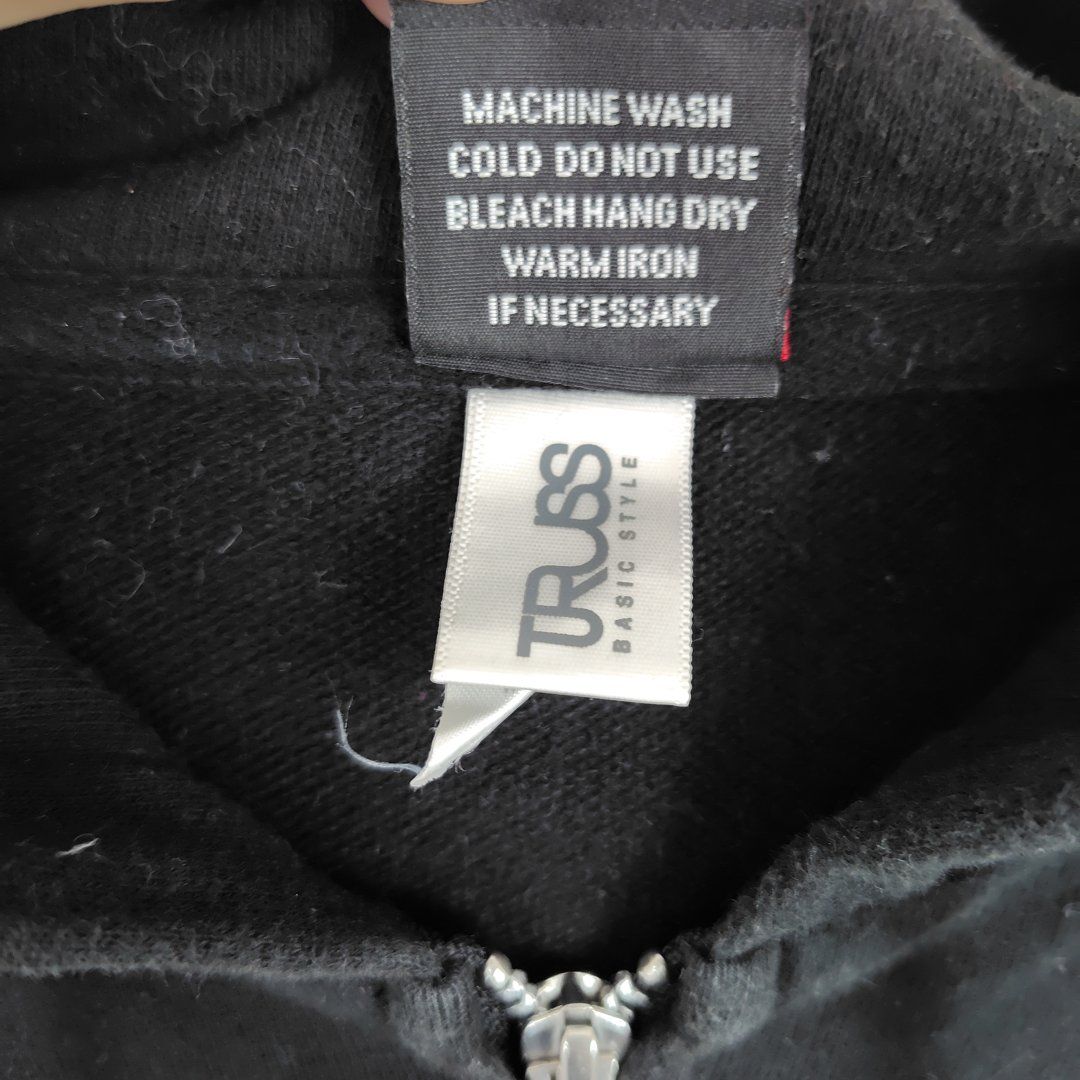 MACHINE WASH
COLD DO NOT USE
BLEACH HANG DRY
WARM IRON
IF NECESSARY
TRUSS
BASIC STYLE